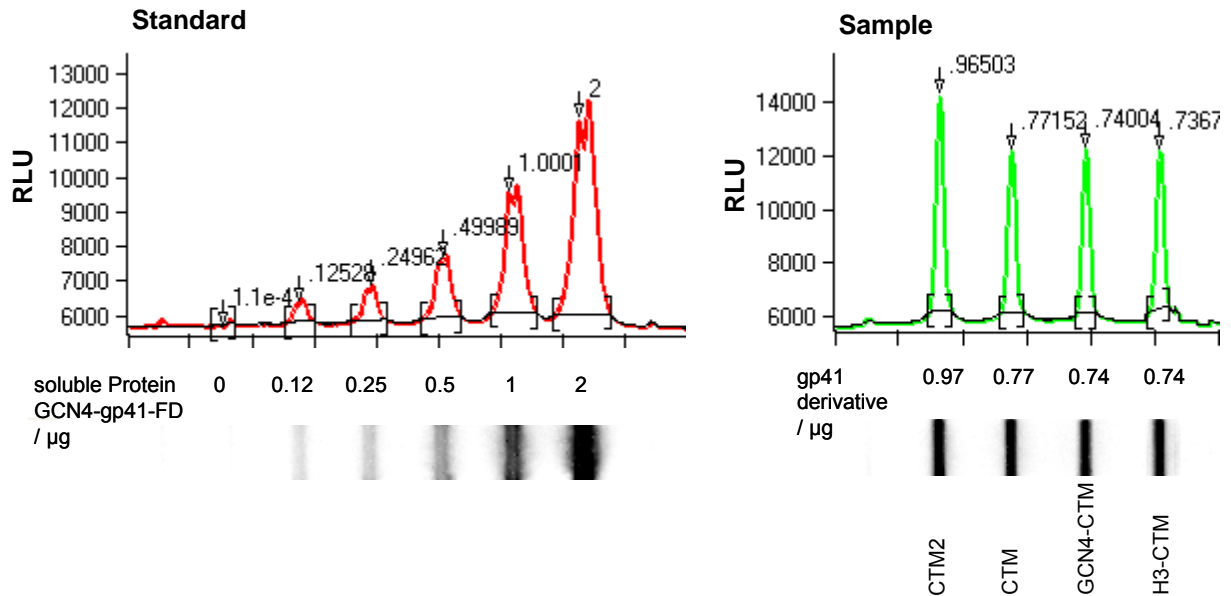 Standard
RLU
13000
12000
11000
10000
9000
8000
7000
6000
1.1e-4
.12528
.24962
.49989
1.0001
2
soluble Protein 0 0.12 0.25 0.5 1 2
GCN4-gp41-FD
/ µg
Sample
RLU
14000
12000
10000
8000
6000
.96503
.77152
.74004
.7367
gp41 0.97 0.77 0.74 0.74
derivative
/ µg
CTM2
CTM
GCN4-CTM
H3-CTM